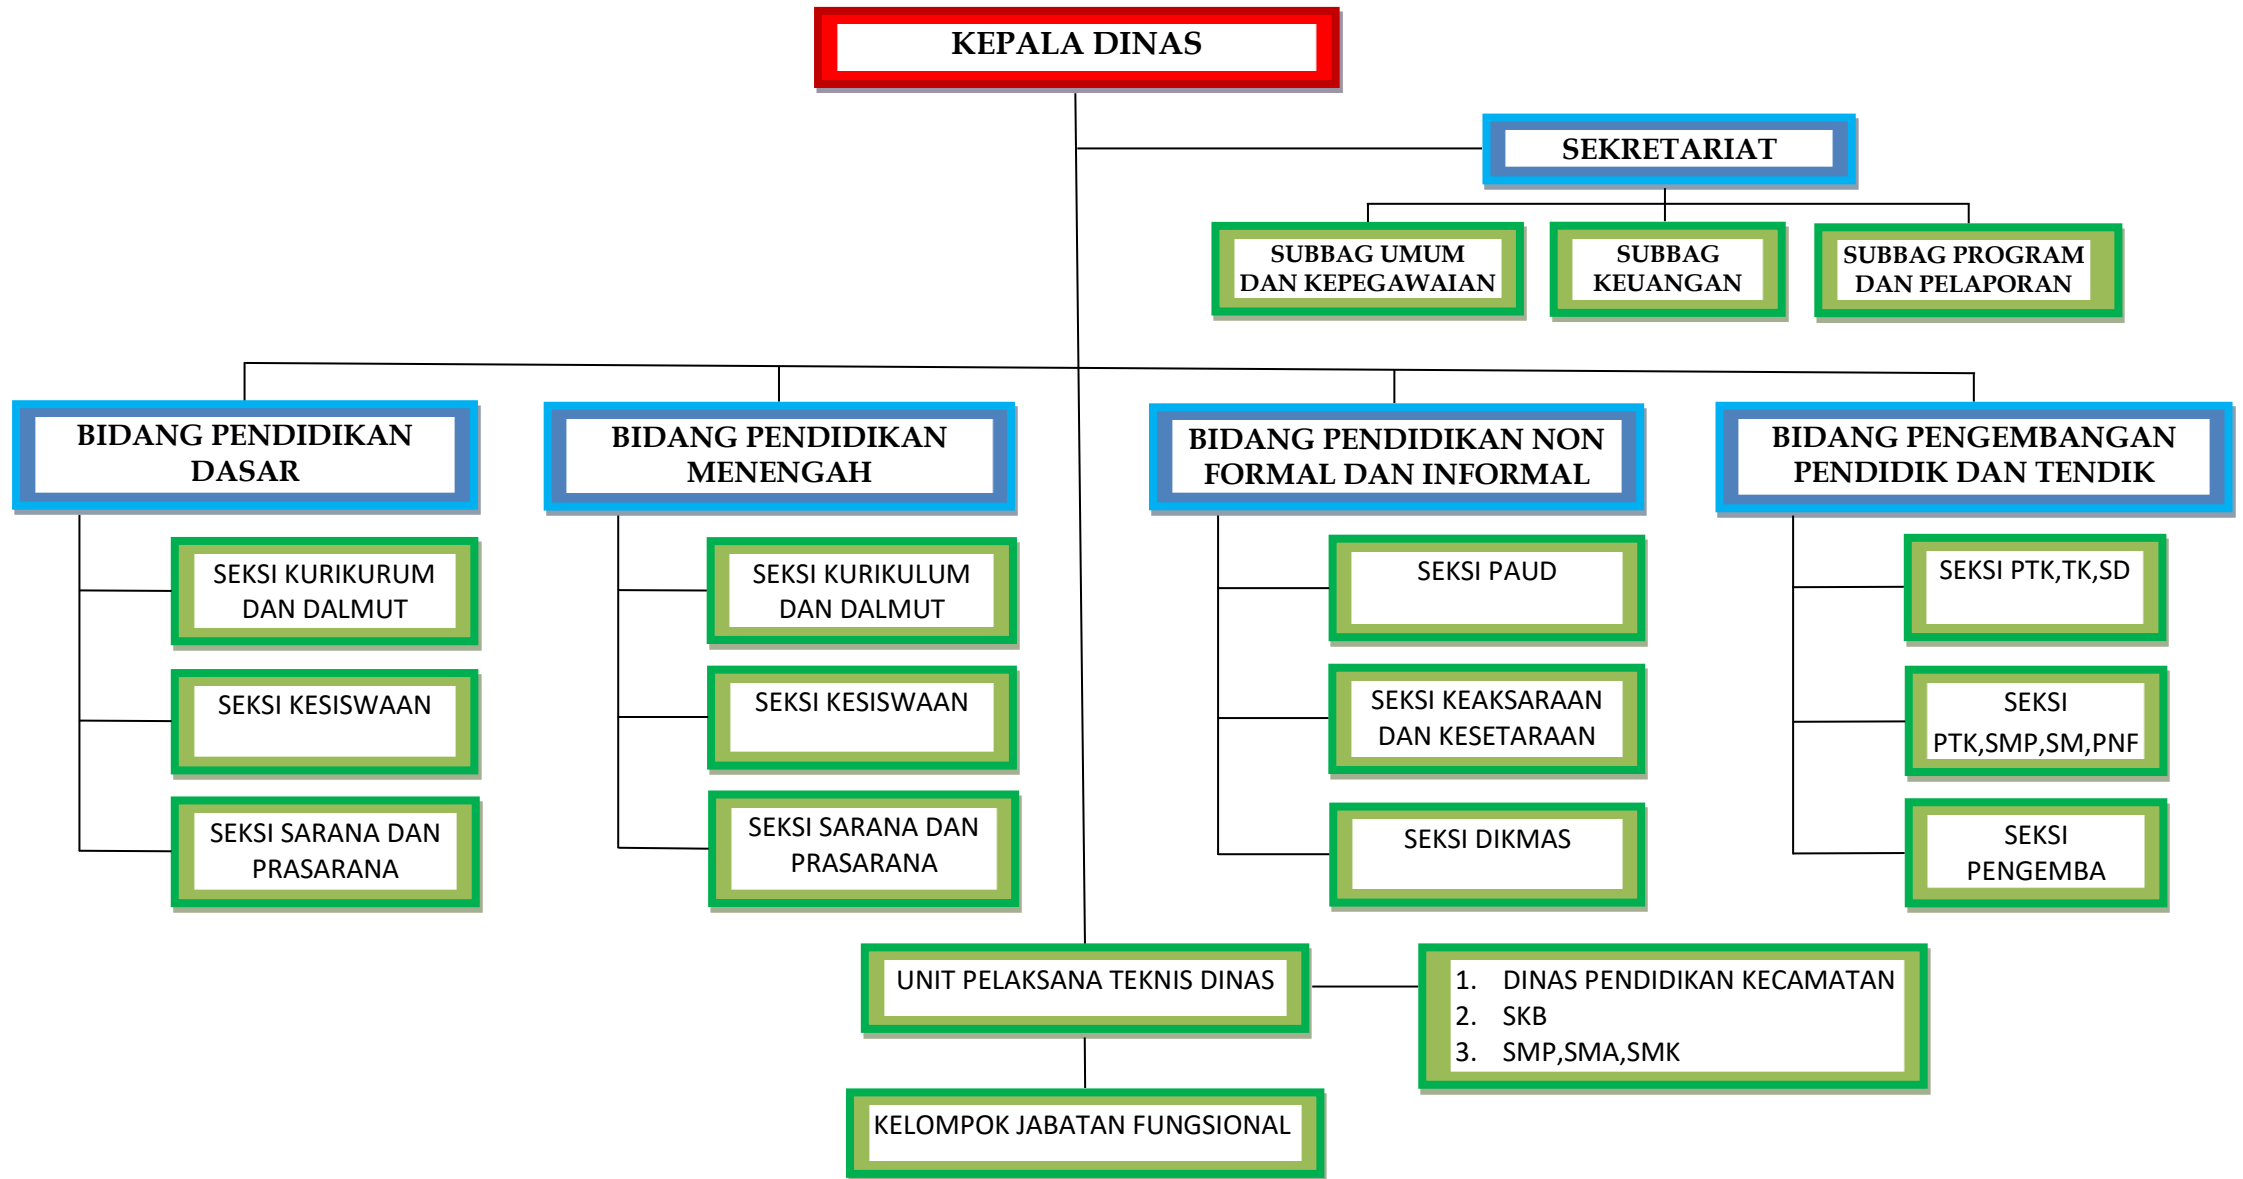 KEPALA DINAS
SEKRETARIAT
SUBBAG UMUM
DAN KEPEGAWAIAN
SUBBAG
KEUANGAN
SUBBAG PROGRAM
DAN PELAPORAN
BIDANG PENDIDIKAN
DASAR
BIDANG PENDIDIKAN
MENENGAH
BIDANG PENDIDIKAN NON
FORMAL DAN INFORMAL
BIDANG PENGEMBANGAN
PENDIDIK DAN TENDIK
SEKSI KURIKURUM
DAN DALMUT
SEKSI KESISWAAN
SEKSI SARANA DAN
PRASARANA
SEKSI KURIKULUM
DAN DALMUT
SEKSI KESISWAAN
SEKSI SARANA DAN
PRASARANA
SEKSI PAUD
SEKSI KEAKSARAAN
DAN KESETARAAN
SEKSI DIKMAS
SEKSI PTK,TK,SD
SEKSI
PTK,SMP,SM,PNF
SEKSI
PENGEMBA
UNIT PELAKSANA TEKNIS DINAS
1. DINAS PENDIDIKAN KECAMATAN
2. SKB
3. SMP,SMA,SMK
KELOMPOK JABATAN FUNGSIONAL